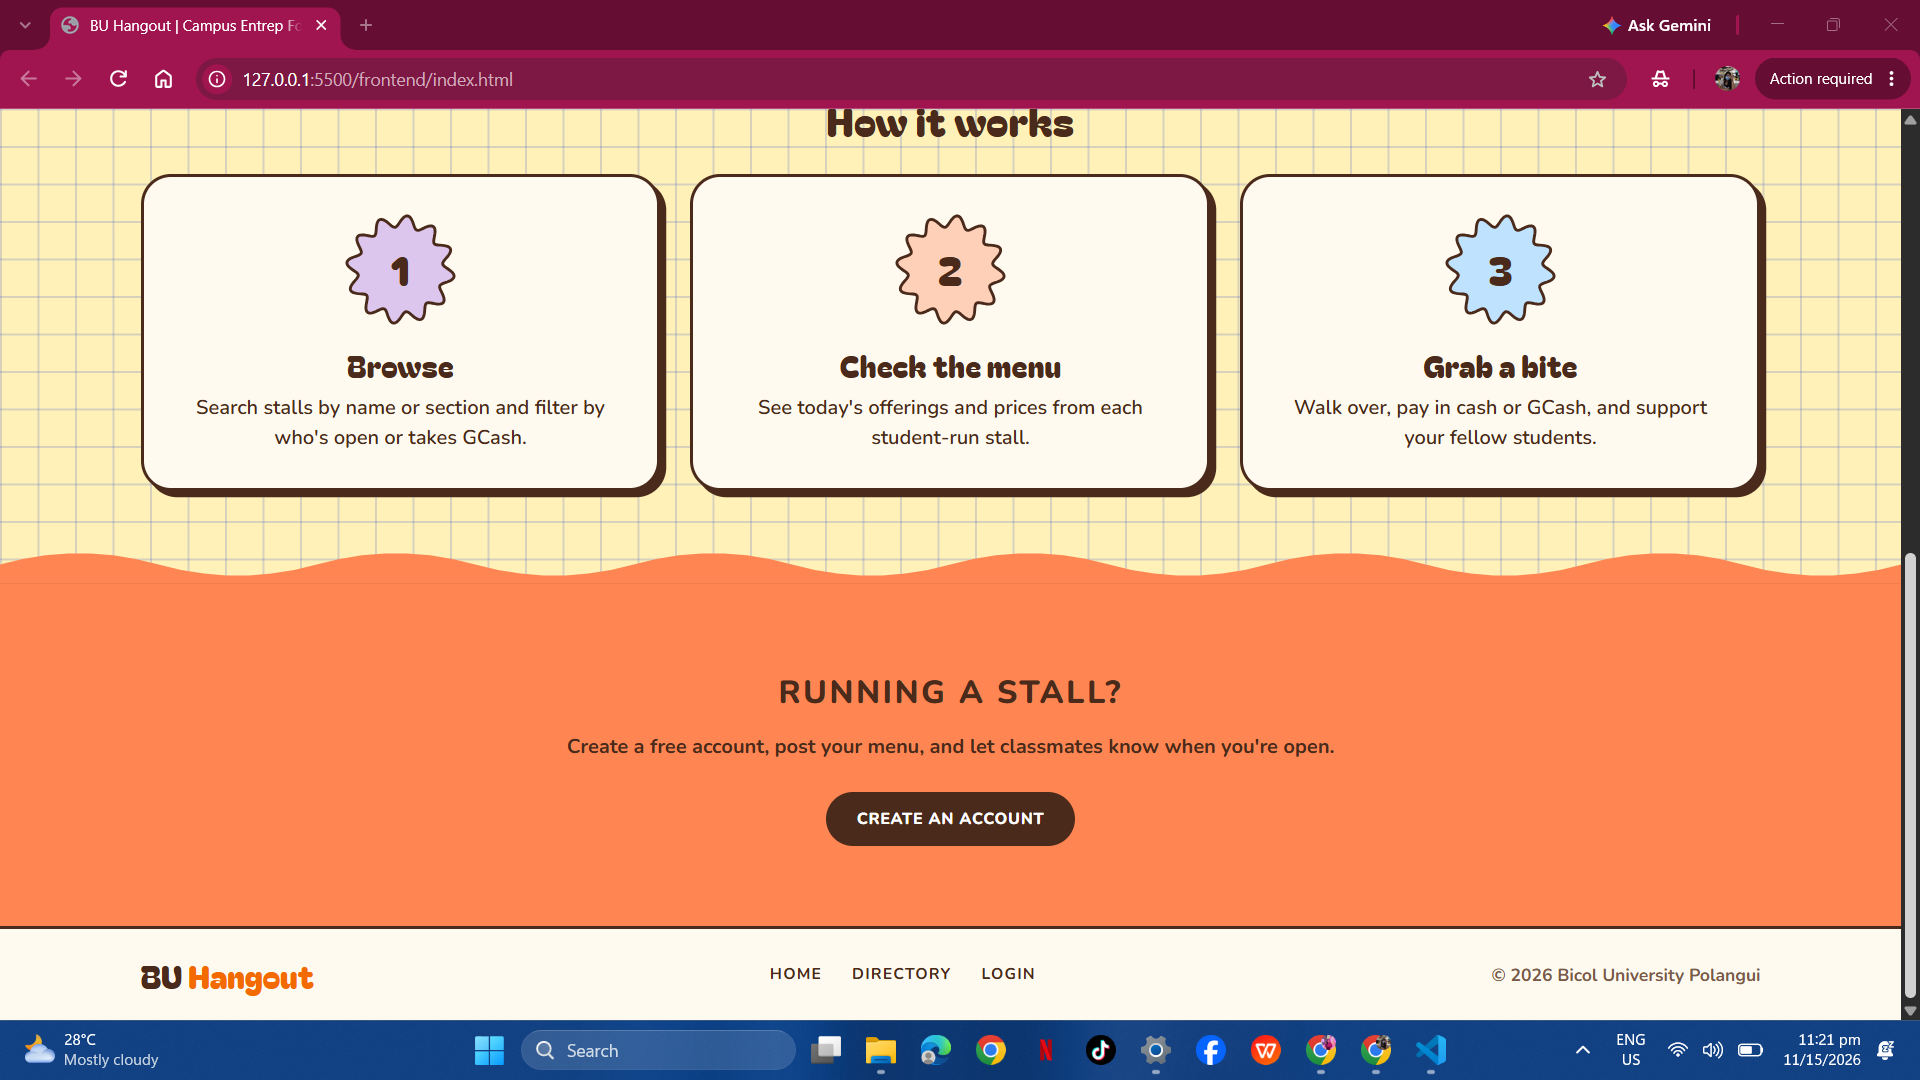 BU Hangout | Campus Entrep Fo
Ask Gemini
127.0.0.1:5500/frontend/index.html
Action required
How it works
1
2
3
Browse
Search stalls by name or section and filter by
who's open or takes GCash.
Check the menu
See today's offerings and prices from each
student-run stall.
Grab a bite
Walk over, pay in cash or GCash, and support
your fellow students.
RUNNING A STALL?
Create a free account, post your menu, and let classmates know when you're open.
CREATE AN ACCOUNT
BU Hangout
HOME DIRECTORY LOGIN
© 2026 Bicol University Polangui
28°C
Mostly cloudy
Search
ENG
US
11:21 pm
11/15/2026